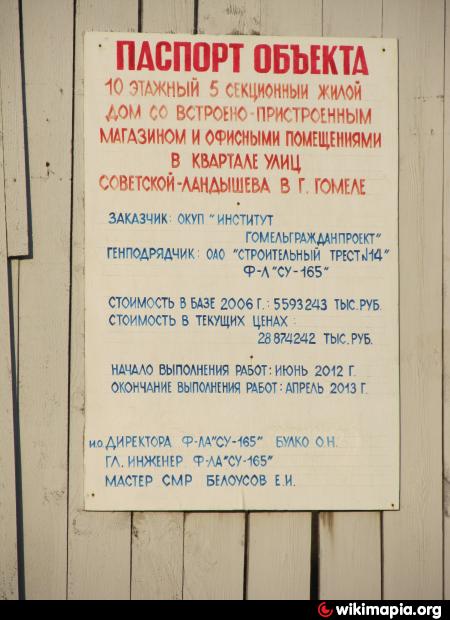 ПАСПОРТ ОБЪЕКТА
10 ЭТАЖНЫЙ 5 СЕКЦИОННЫЙ ЖИЛОЙ
ДОМ СО ВСТРОЕНО-ПРИСТРОЕННЫМ
МАГАЗИНОМ И ОФИСНЫМИ ПОМЕЩЕНИЯМИ
В КВАРТАЛЕ УЛИЦ
СОВЕТСКОЙ-ЛАНДЫШЕВА В Г. ГОМЕЛЕ
ЗАКАЗЧИК: ОКУП "ИНСТИТУТ
ГОМЕЛЬГРАЖДАНПРОЕКТ"
ГЕНПОДРЯДЧИК: ОАО "СТРОИТЕЛЬНЫЙ ТРЕСТ №14"
Ф-Л "СУ-165"
СТОИМОСТЬ В БАЗЕ 2006 Г.: 5593243 ТЫС.РУБ.
СТОИМОСТЬ В ТЕКУЩИХ ЦЕНАХ:
28 874242 ТЫС.РУБ.
НАЧАЛО ВЫПОЛНЕНИЯ РАБОТ: ИЮНЬ 2012 Г.
ОКОНЧАНИЕ ВЫПОЛНЕНИЯ РАБОТ: АПРЕЛЬ 2013 Г.
И.О. ДИРЕКТОРА Ф-ЛА "СУ-165" БУЛКО О.Н.
ГЛ. ИНЖЕНЕР Ф-ЛА "СУ-165"
МАСТЕР СМР БЕЛОУСОВ Е.И.
wikimapia.org